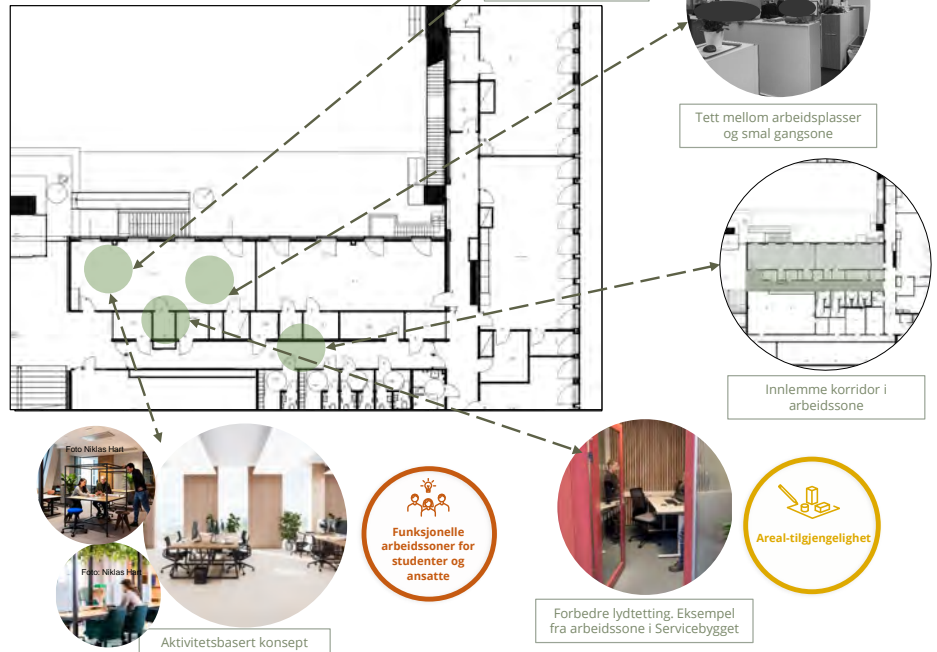 Tett mellom arbeidsplasser
og smal gangsone
Innlemme korridor i
arbeidssone
Foto Niklas Hart
Foto: Niklas Hart
Funksjonelle
arbeidssoner for
studenter og
ansatte
Areal-tilgjengelighet
Forbedre lydtetting. Eksempel
fra arbeidssone i Servicebygget
Aktivitetsbasert konsept